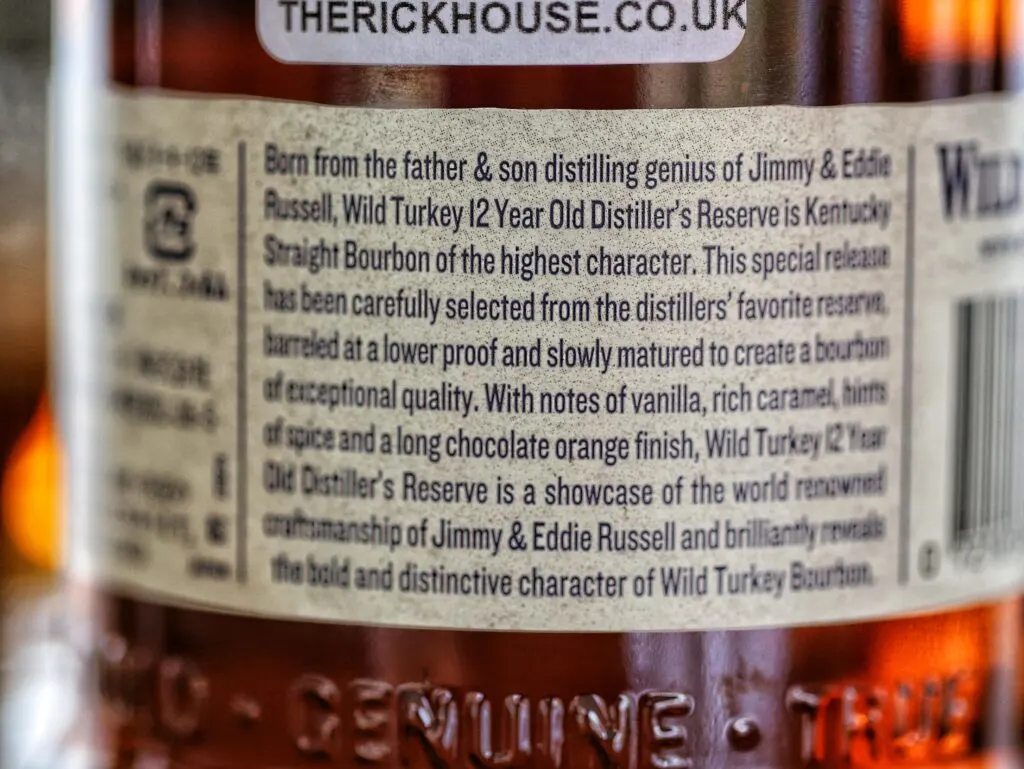 THERICKHOUSE.CO.UK
Born from the father & son distilling genius of Jimmy & Eddie
Russell, Wild Turkey 12 Year Old Distiller's Reserve is Kentucky
Straight Bourbon of the highest character. This special release
has been carefully selected from the distillers' favorite reserve,
barreled at a lower proof and slowly matured to create a bourbon
of exceptional quality. With notes of vanilla, rich caramel, hints
of spice and a long chocolate orange finish, Wild Turkey 12 Year
Old Distiller's Reserve is a showcase of the world renowned
craftsmanship of Jimmy & Eddie Russell and brilliantly reveals
the bold and distinctive character of Wild Turkey Bourbon.
WILD
GENUINE • TRUE